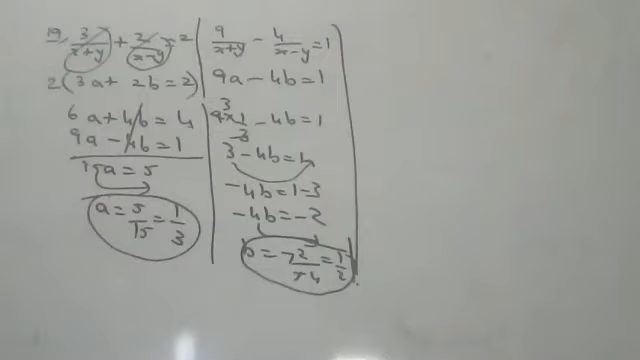 19. 3/(x+y) + 2/(x-y) = 2
2(3a + 2b = 2)
6a + 4b = 4
9a - 4b = 1
15a = 5
a = 5/15 = 1/3
9/(x+y) - 4/(x-y) = 1
9a - 4b = 1
9 × 1/3 - 4b = 1
3 - 4b = 1
-4b = 1-3
-4b = -2
b = -2/-4 = 1/2